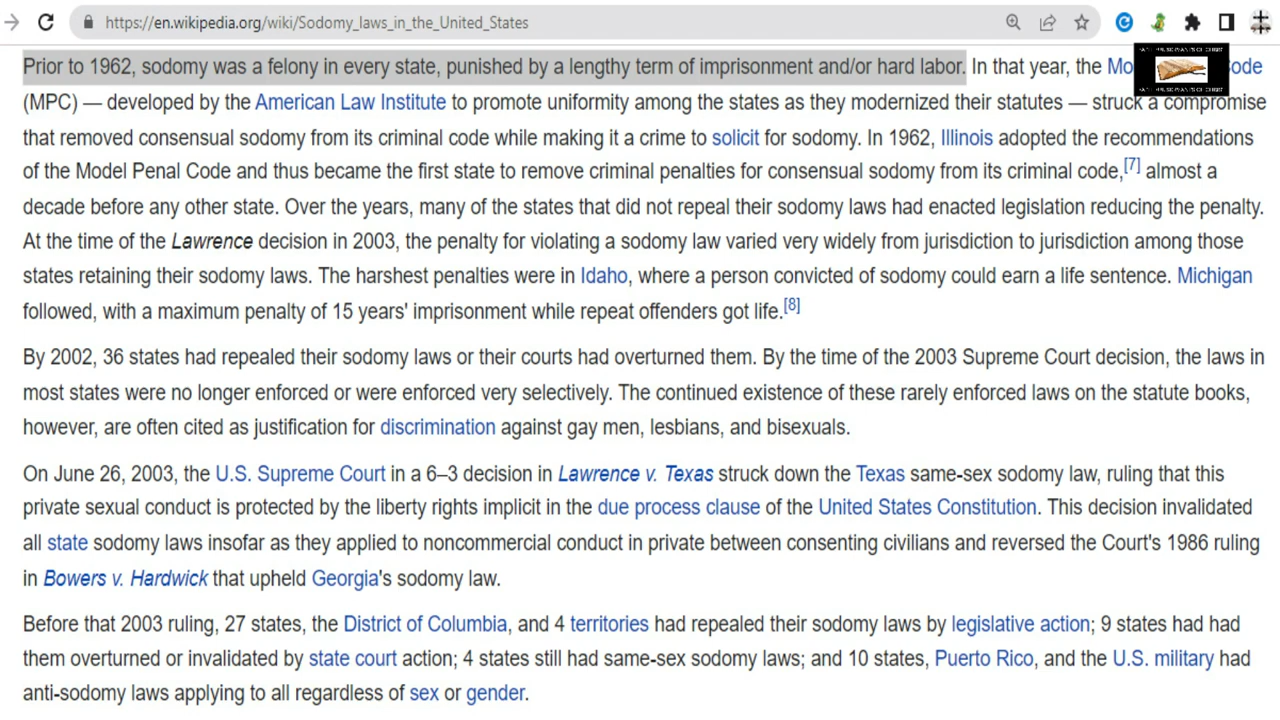 https://en.wikipedia.org/wiki/Sodomy_laws_in_the_United_States
Prior to 1962, sodomy was a felony in every state, punished by a lengthy term of imprisonment and/or hard labor. In that year, the Mo ode
(MPC) — developed by the American Law Institute to promote uniformity among the states as they modernized their statutes — struck a compromise
that removed consensual sodomy from its criminal code while making it a crime to solicit for sodomy. In 1962, Illinois adopted the recommendations
of the Model Penal Code and thus became the first state to remove criminal penalties for consensual sodomy from its criminal code,[7] almost a
decade before any other state. Over the years, many of the states that did not repeal their sodomy laws had enacted legislation reducing the penalty.
At the time of the Lawrence decision in 2003, the penalty for violating a sodomy law varied very widely from jurisdiction to jurisdiction among those
states retaining their sodomy laws. The harshest penalties were in Idaho, where a person convicted of sodomy could earn a life sentence. Michigan
followed, with a maximum penalty of 15 years' imprisonment while repeat offenders got life.[8]
By 2002, 36 states had repealed their sodomy laws or their courts had overturned them. By the time of the 2003 Supreme Court decision, the laws in
most states were no longer enforced or were enforced very selectively. The continued existence of these rarely enforced laws on the statute books,
however, are often cited as justification for discrimination against gay men, lesbians, and bisexuals.
On June 26, 2003, the U.S. Supreme Court in a 6–3 decision in Lawrence v. Texas struck down the Texas same-sex sodomy law, ruling that this
private sexual conduct is protected by the liberty rights implicit in the due process clause of the United States Constitution. This decision invalidated
all state sodomy laws insofar as they applied to noncommercial conduct in private between consenting civilians and reversed the Court's 1986 ruling
in Bowers v. Hardwick that upheld Georgia's sodomy law.
Before that 2003 ruling, 27 states, the District of Columbia, and 4 territories had repealed their sodomy laws by legislative action; 9 states had had
them overturned or invalidated by state court action; 4 states still had same-sex sodomy laws; and 10 states, Puerto Rico, and the U.S. military had
anti-sodomy laws applying to all regardless of sex or gender.